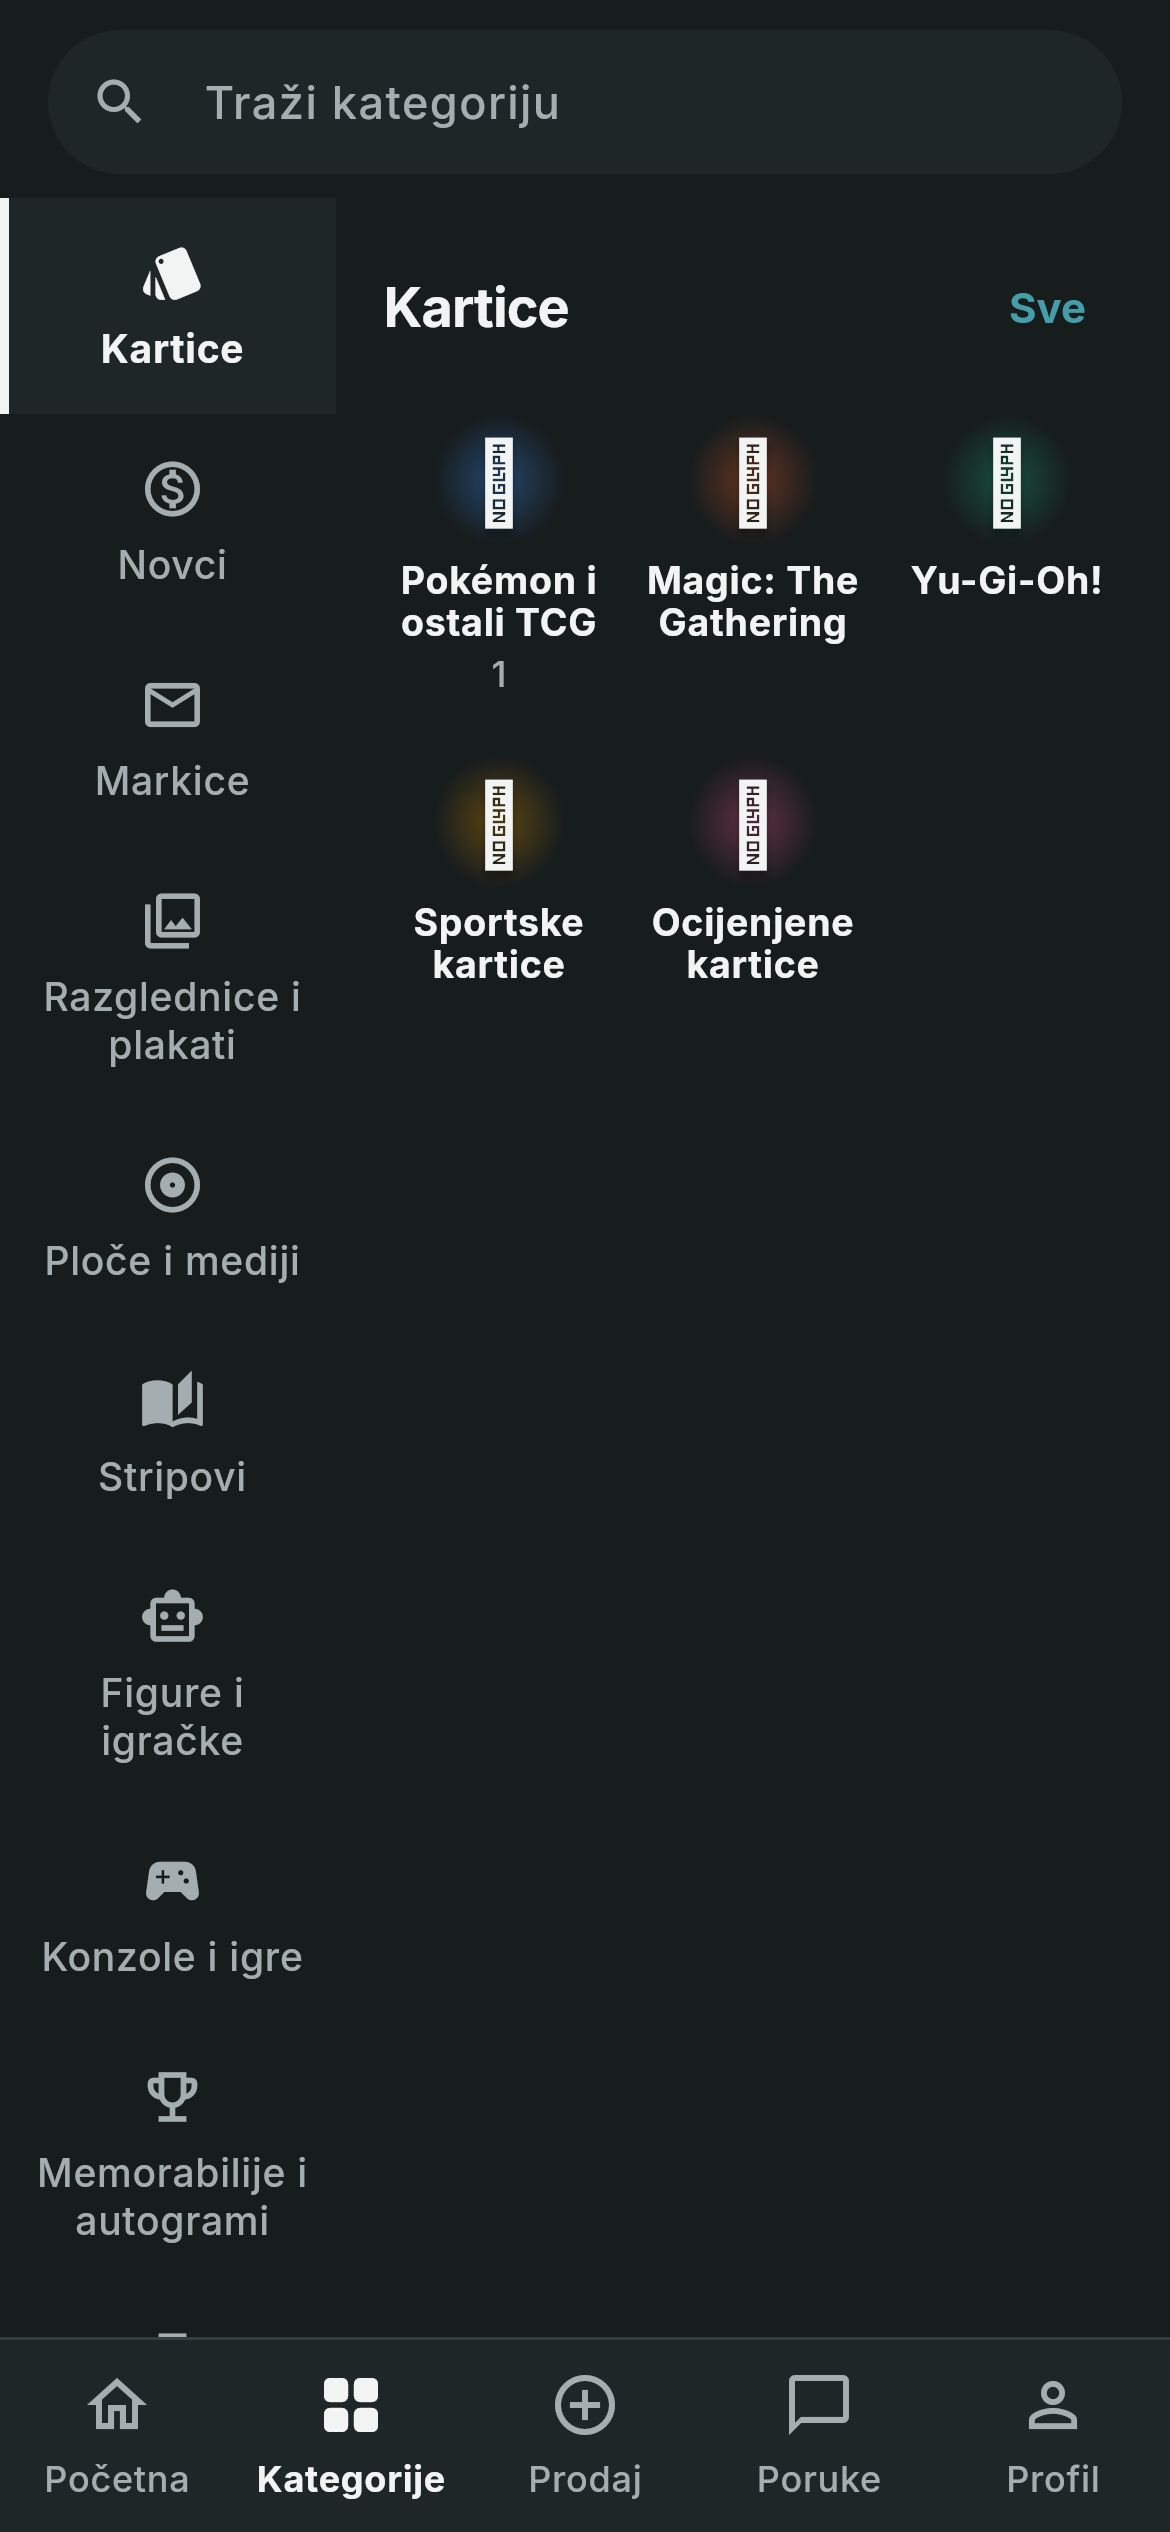 Traži kategoriju
Kartice
Novci
Markice
Razglednice i
plakati
Ploče i mediji
Stripovi
Figure i
igračke
Konzole i igre
Memorabilije i
autogrami
Kartice
Sve
NO GLYPH
NO GLYPH
NO GLYPH
Pokémon i
ostali TCG
1
Magic: The
Gathering
Yu-Gi-Oh!
NO GLYPH
NO GLYPH
Sportske
kartice
Ocijenjene
kartice
Početna
Kategorije
Prodaj
Poruke
Profil